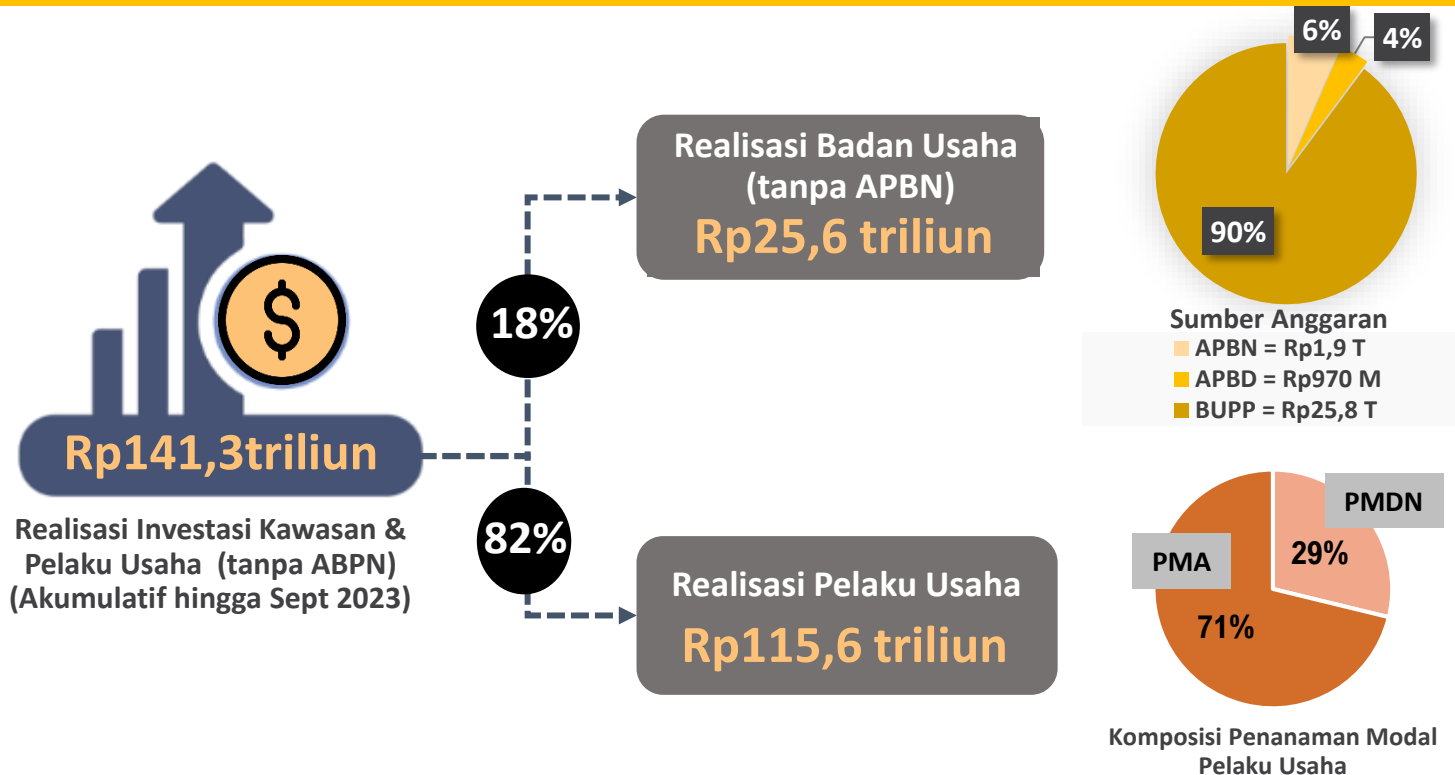 Rp141,3triliun
Realisasi Investasi Kawasan &
Pelaku Usaha (tanpa ABPN)
(Akumulatif hingga Sept 2023)
18%
82%
Realisasi Badan Usaha
(tanpa APBN)
Rp25,6 triliun
Realisasi Pelaku Usaha
Rp115,6 triliun
6%
4%
90%
Sumber Anggaran
APBN = Rp1,9 T
APBD = Rp970 M
BUPP = Rp25,8 T
PMDN
29%
PMA
71%
Komposisi Penanaman Modal
Pelaku Usaha
$